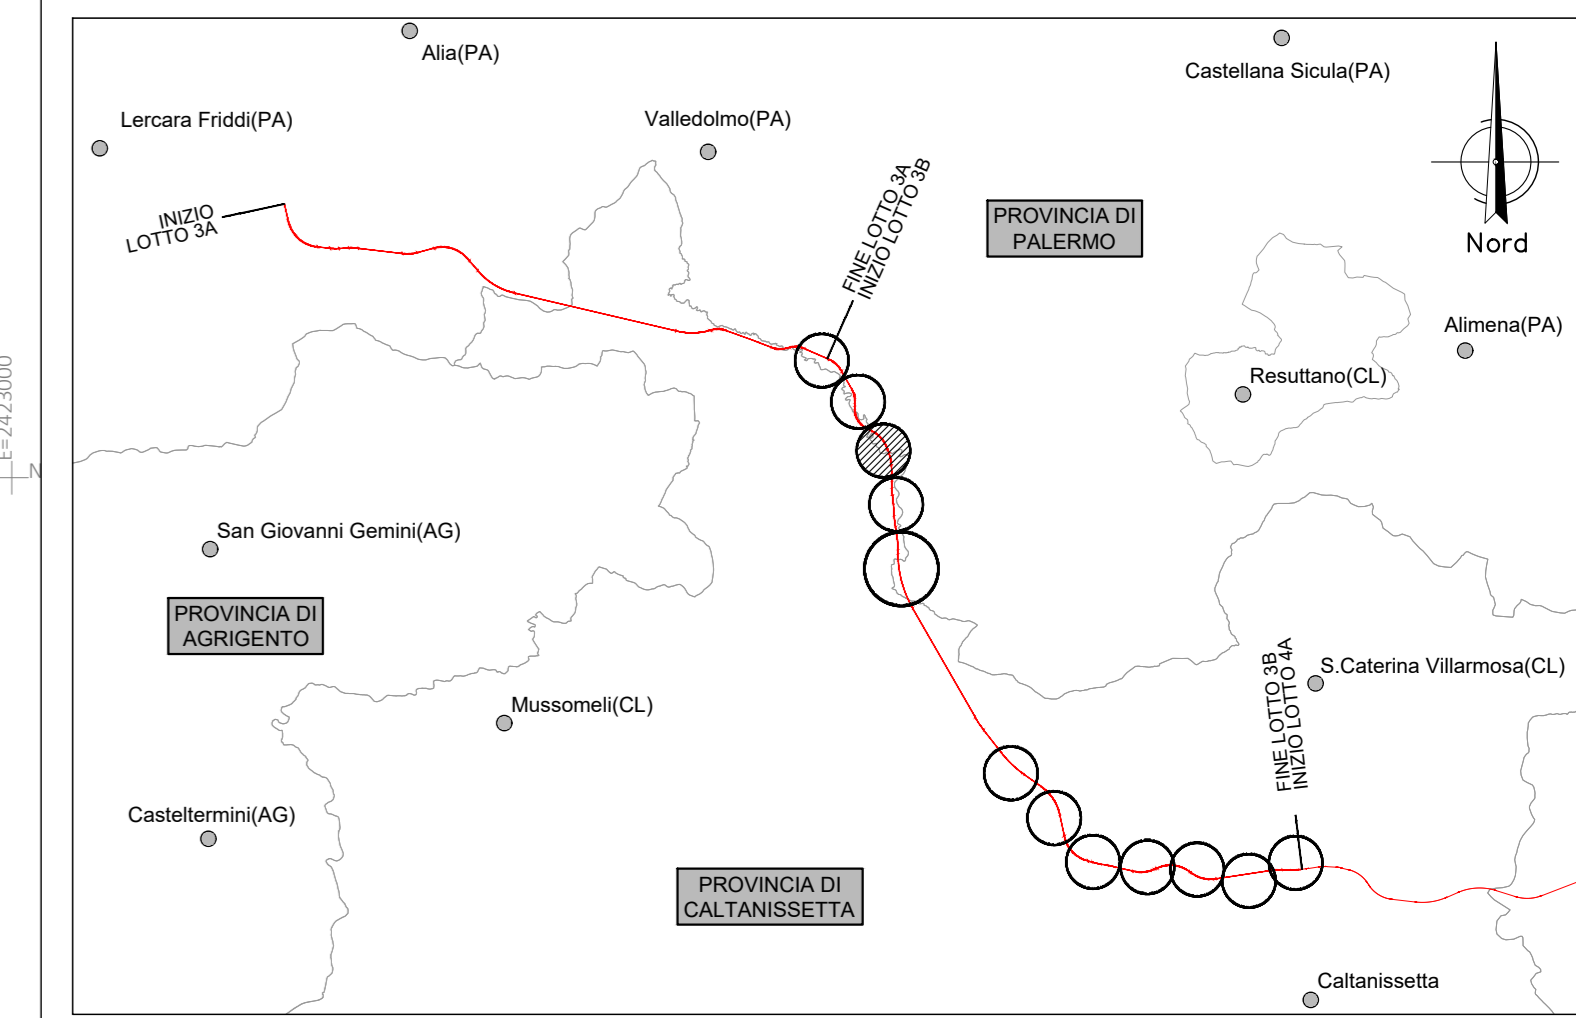 Alia(PA)
Castellana Sicula(PA)
Lercara Friddi(PA)
Valledolmo(PA)
INIZIO
LOTTO 3A
FINE LOTTO 3A
INIZIO LOTTO 3B
PROVINCIA DI
PALERMO
Nord
Alimena(PA)
Resuttano(CL)
E=2423000
N
San Giovanni Gemini(AG)
PROVINCIA DI
AGRIGENTO
Mussomeli(CL)
S.Caterina Villarmosa(CL)
FINE LOTTO 3B
INIZIO LOTTO 4A
Casteltermini(AG)
PROVINCIA DI
CALTANISSETTA
Caltanissetta